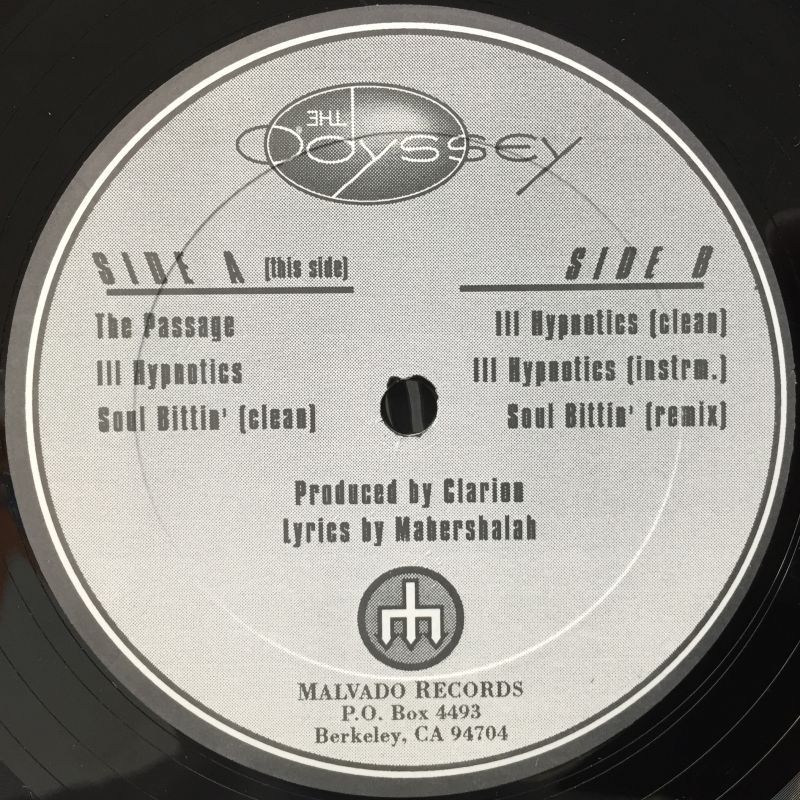 THE
Odyssey
SIDE A (this side)
The Passage
Ill Hypnotics
Soul Bittin' (clean)
SIDE B
Ill Hypnotics (clean)
Ill Hypnotics (instrm.)
Soul Bittin' (remix)
Produced by Clarion
Lyrics by Mahershalah
MALVADO RECORDS
P.O. Box 4493
Berkeley, CA 94704